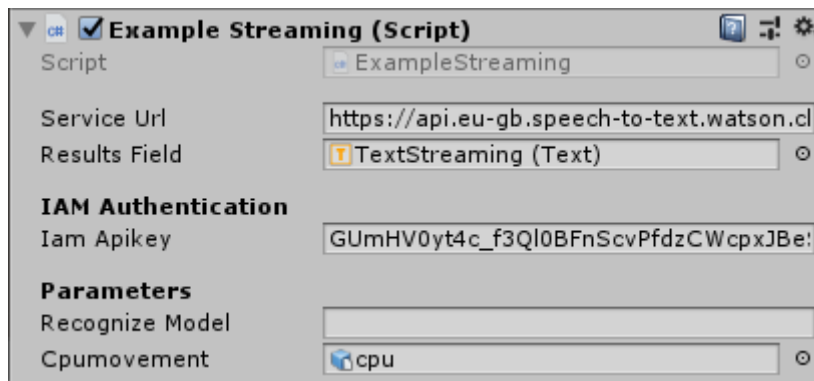 Example Streaming (Script)
Script ExampleStreaming
Service Url https://api.eu-gb.speech-to-text.watson.cl
Results Field TextStreaming (Text)
IAM Authentication
Iam Apikey GUmHV0yt4c_f3Ql0BFnScvPfdzCWcpxJBe
Parameters
Recognize Model
Cpumovement cpu